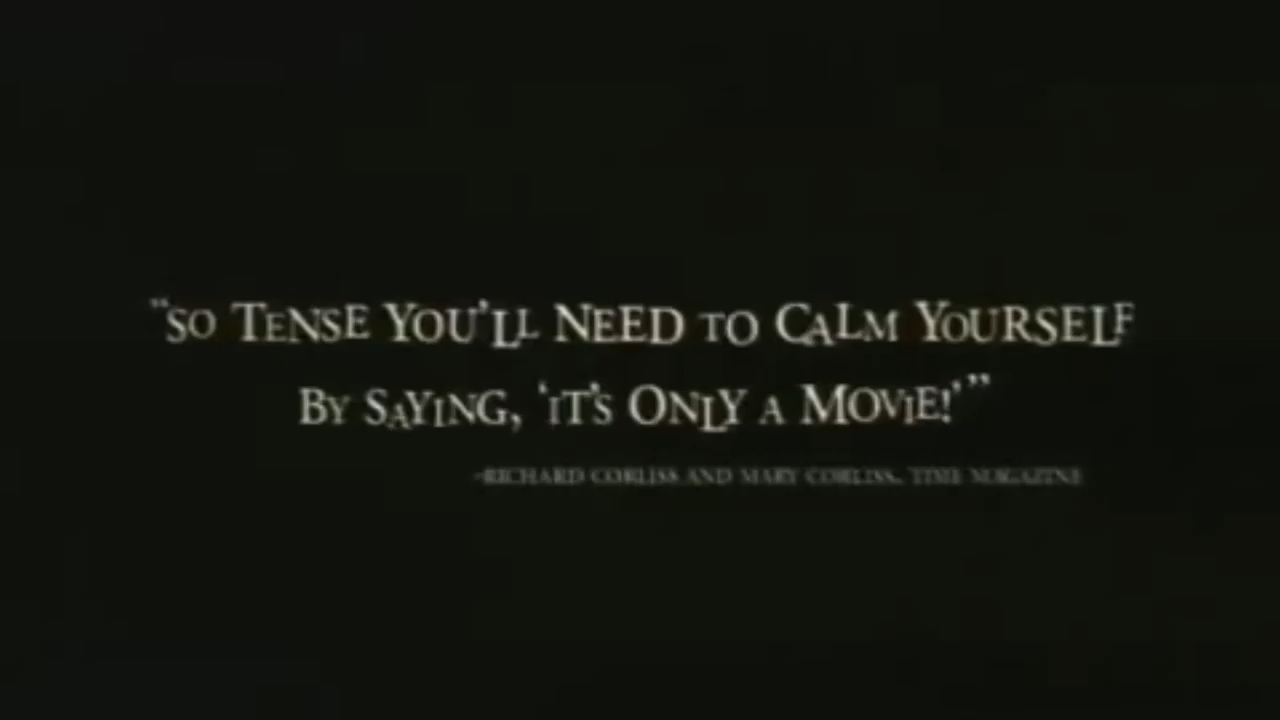 “SO TENSE YOU'LL NEED TO CALM YOURSELF
BY SAYING, ‘IT'S ONLY A MOVIE!’”
-RICHARD CORLISS AND MARY CORLISS, TIME MAGAZINE